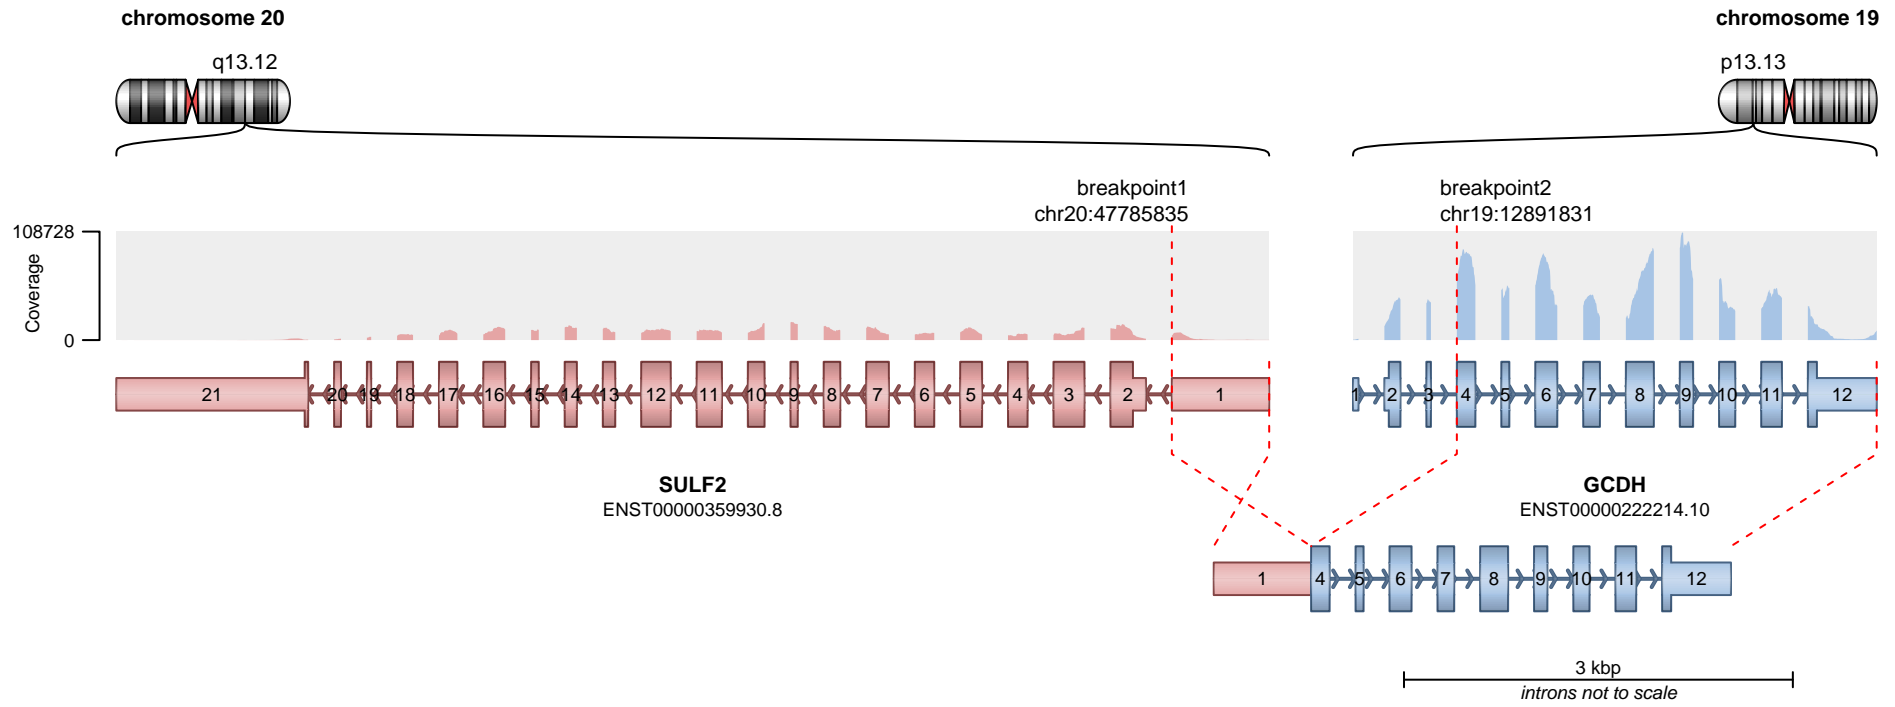 chromosome 20
chromosome 19
q13.12
p13.13
breakpoint1
chr20:47785835
breakpoint2
chr19:12891831
108728
Coverage
0
21 20 19 18 17 16 15 14 13 12 11 10 9 8 7 6 5 4 3 2 1
1 2 3 4 5 6 7 8 9 10 11 12
SULF2
ENST00000359930.8
GCDH
ENST00000222214.10
1 4 5 6 7 8 9 10 11 12
3 kbp
introns not to scale